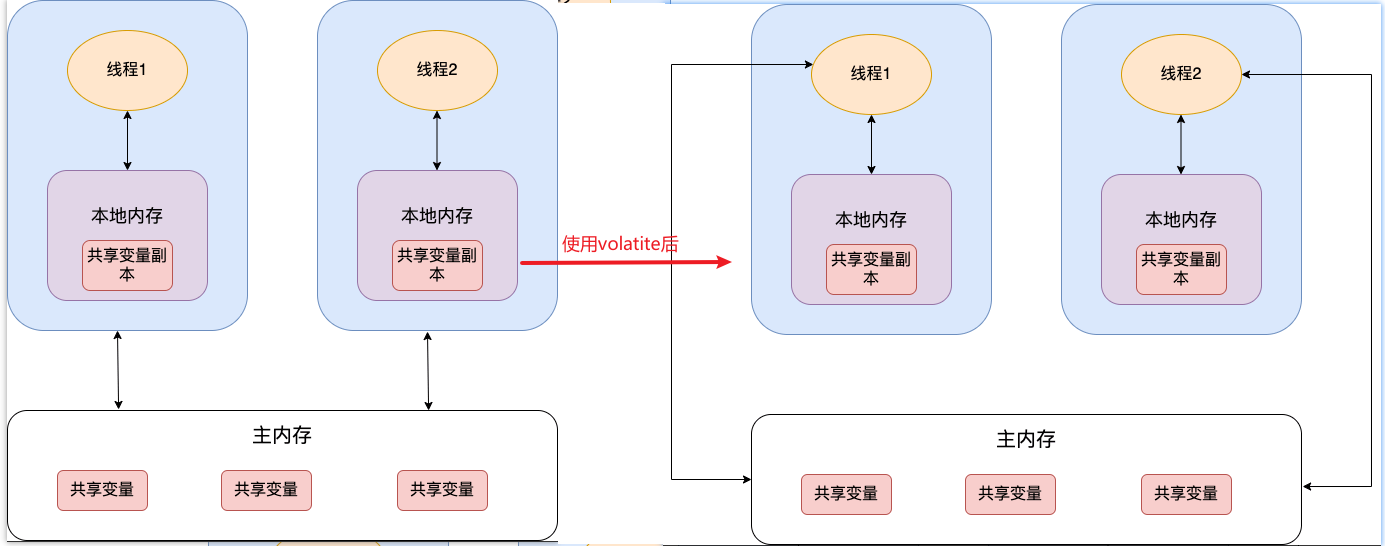 线程1
线程2
本地内存
共享变量副
本
本地内存
共享变量副
本
主内存
共享变量
共享变量
共享变量
使用volatite后
线程1
线程2
本地内存
共享变量副
本
本地内存
共享变量副
本
主内存
共享变量
共享变量
共享变量